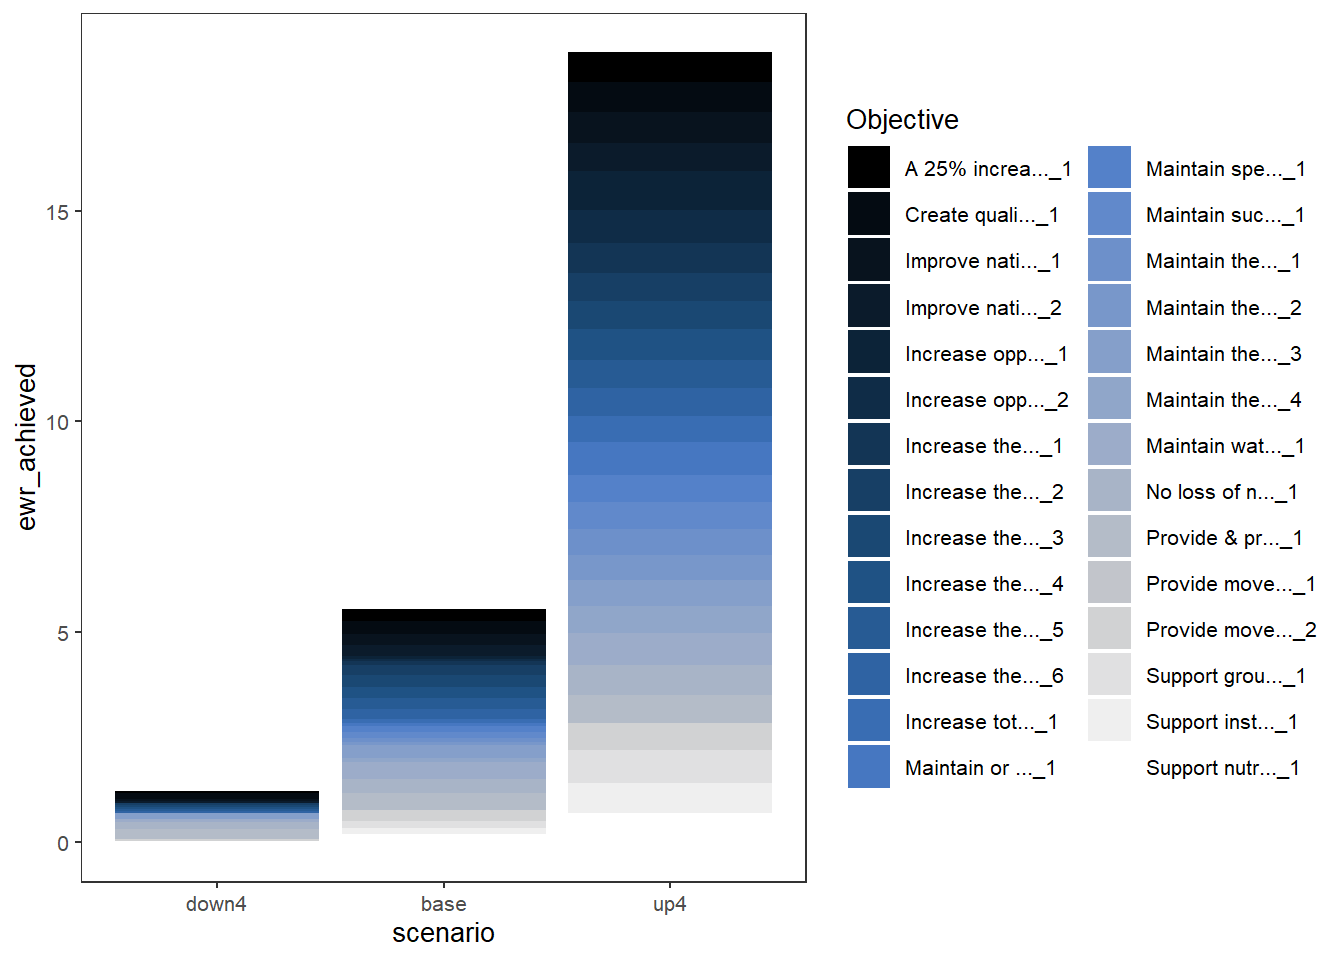 ewr_achieved
15
10
5
0
down4
base
up4
scenario
Objective
A 25% increa..._1
Create quali..._1
Improve nati..._1
Improve nati..._2
Increase opp..._1
Increase opp..._2
Increase the..._1
Increase the..._2
Increase the..._3
Increase the..._4
Increase the..._5
Increase the..._6
Increase tot..._1
Maintain or ..._1
Maintain spe..._1
Maintain suc..._1
Maintain the..._1
Maintain the..._2
Maintain the..._3
Maintain the..._4
Maintain wat..._1
No loss of n..._1
Provide & pr..._1
Provide move..._1
Provide move..._2
Support grou..._1
Support inst..._1
Support nutr..._1